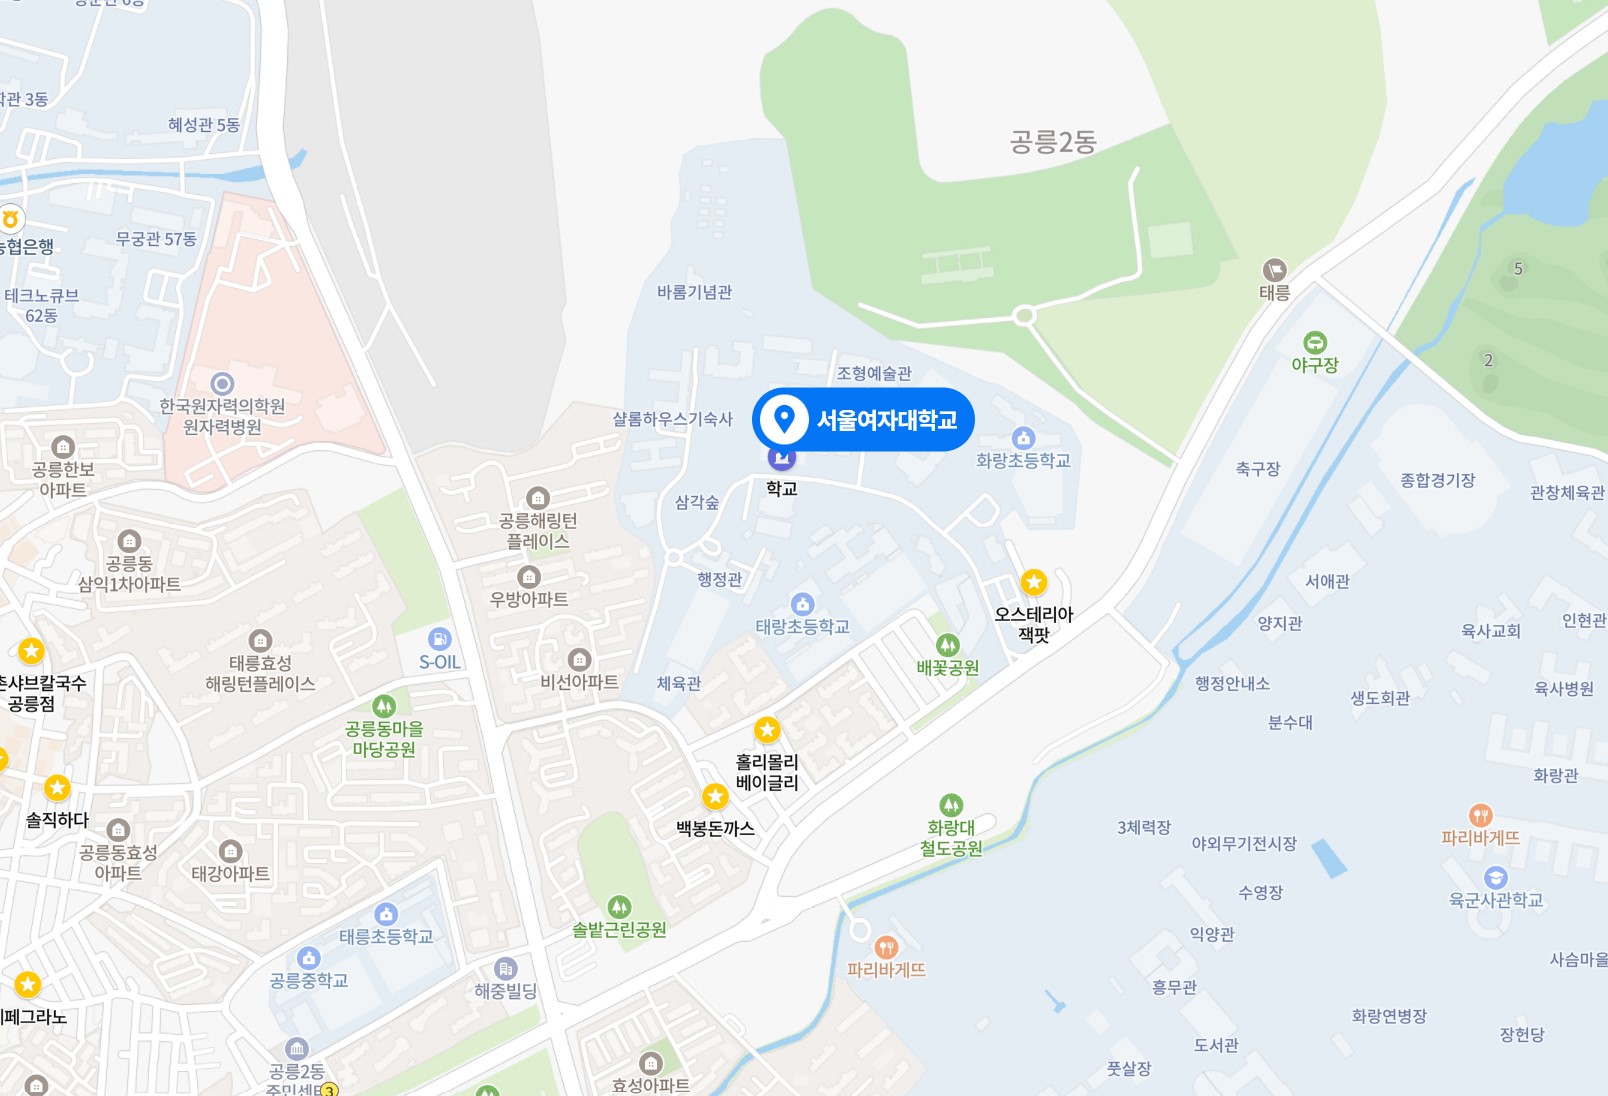 혜성관 5동
공릉2동
무궁관 57동
농협은행
테크노큐브
62동
바롬기념관
태릉
5
야구장
2
조형예술관
한국원자력의학원
원자력병원
샬롬하우스기숙사
서울여자대학교
공릉한보
아파트
화랑초등학교
축구장
종합경기장
관창체육관
학교
삼각숲
공릉해링턴
플레이스
공릉동
삼익1차아파트
우방아파트
행정관
서애관
태랑초등학교
오스테리아
잭팟
양지관
육사교회
인현관
S-OIL
태릉효성
해링턴플레이스
배꽃공원
촌샤브칼국수
공릉점
비선아파트
체육관
행정안내소
생도회관
육사병원
분수대
공릉동마을
마당공원
홀리몰리
베이글리
화랑관
솔직하다
백봉돈까스
화랑대
철도공원
3체력장
야외무기전시장
파리바게뜨
공릉동효성
아파트
태강아파트
수영장
육군사관학교
태릉초등학교
솔밭근린공원
익양관
사슴마을
공릉중학교
해중빌딩
파리바게뜨
흥무관
페그라노
화랑연병장
장헌당
도서관
공릉2동
주민센터
3
효성아파트
풋살장